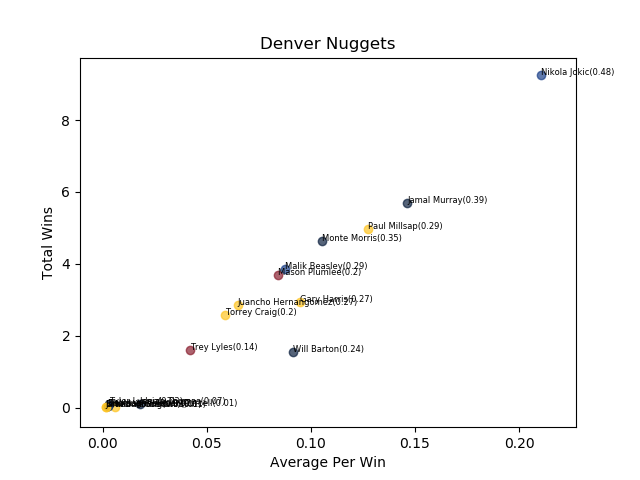 Denver Nuggets
Nikola Jokic(0.48)
Jamal Murray(0.39)
Paul Millsap(0.29)
Monte Morris(0.35)
Malik Beasley(0.29)
Mason Plumlee(0.2)
Gary Harris(0.27)
Juancho Hernangomez(0.27)
Torrey Craig(0.2)
Trey Lyles(0.14)
Will Barton(0.24)
8
6
4
2
0
0.00 0.05 0.10 0.15 0.20
Average Per Win
Total Wins